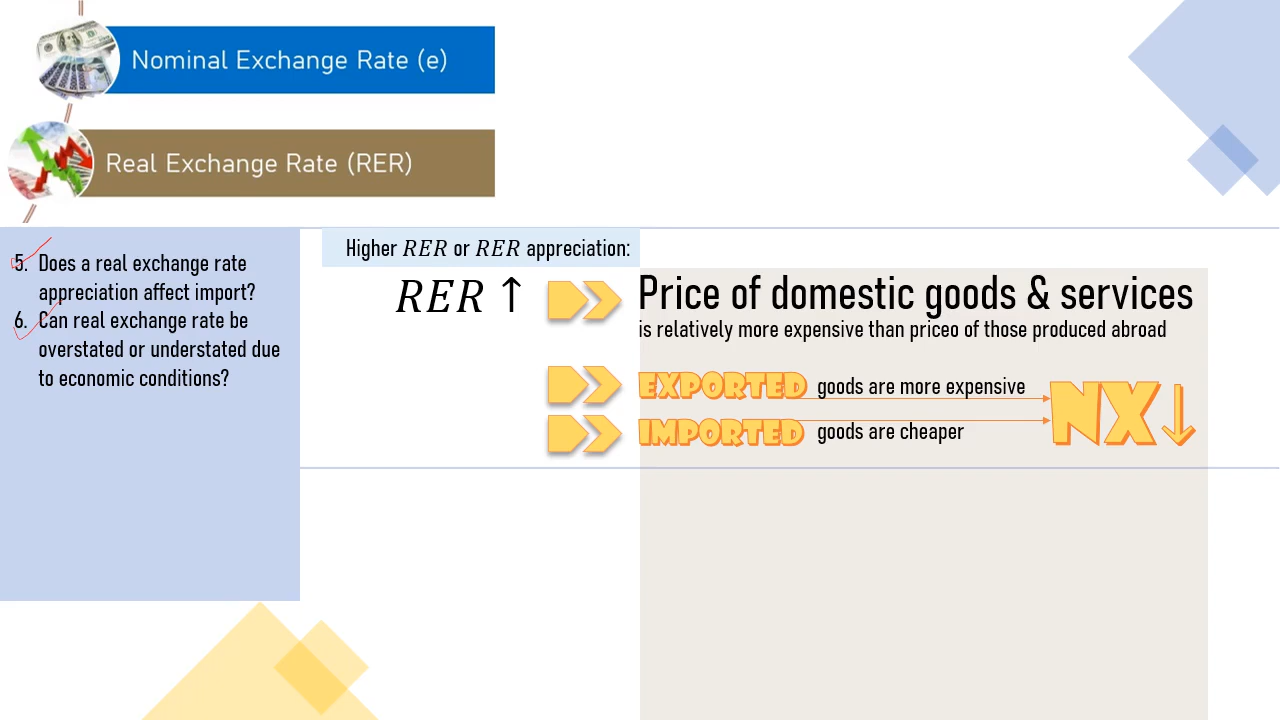 Nominal Exchange Rate (e)
Real Exchange Rate (RER)
5. Does a real exchange rate
appreciation affect import?
6. Can real exchange rate be
overstated or understated due
to economic conditions?
Higher RER or RER appreciation:
RER ↑
Price of domestic goods & services
is relatively more expensive than priceo of those produced abroad
EXPORTED goods are more expensive
IMPORTED goods are cheaper
NX↓